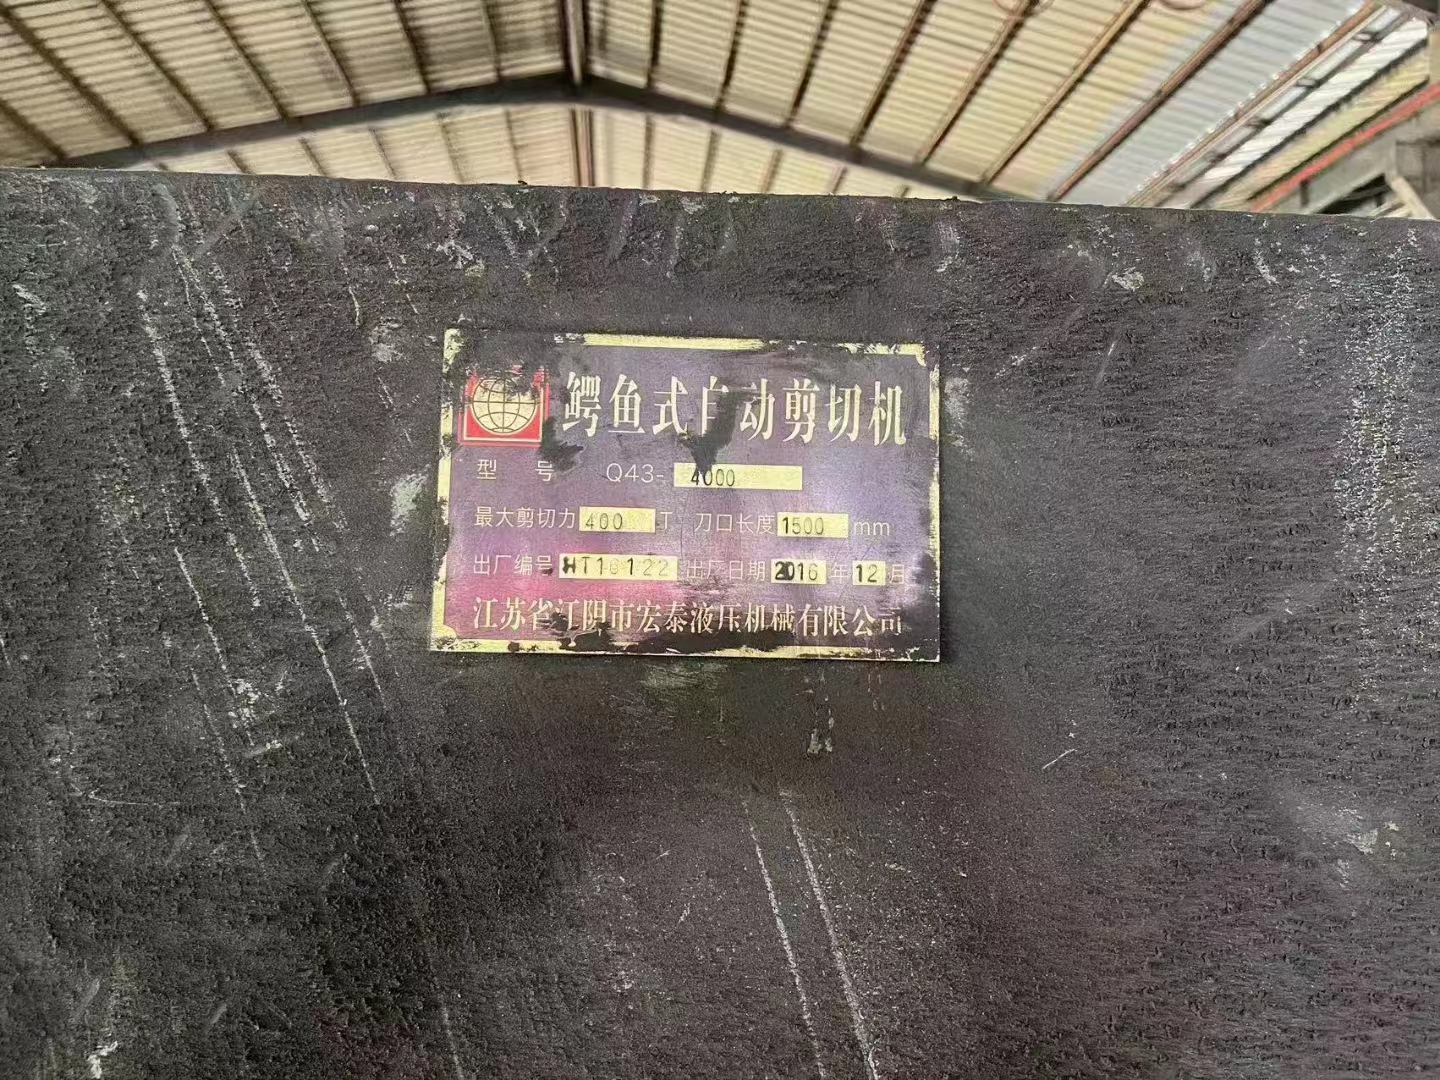 鳄鱼式自动剪切机
型 号 Q43- 4000
最大剪切力 400 T 刀口长度 1500 mm
出厂编号 HT16122 出厂日期 2016 年 12 月
江苏省江阴市宏泰液压机械有限公司